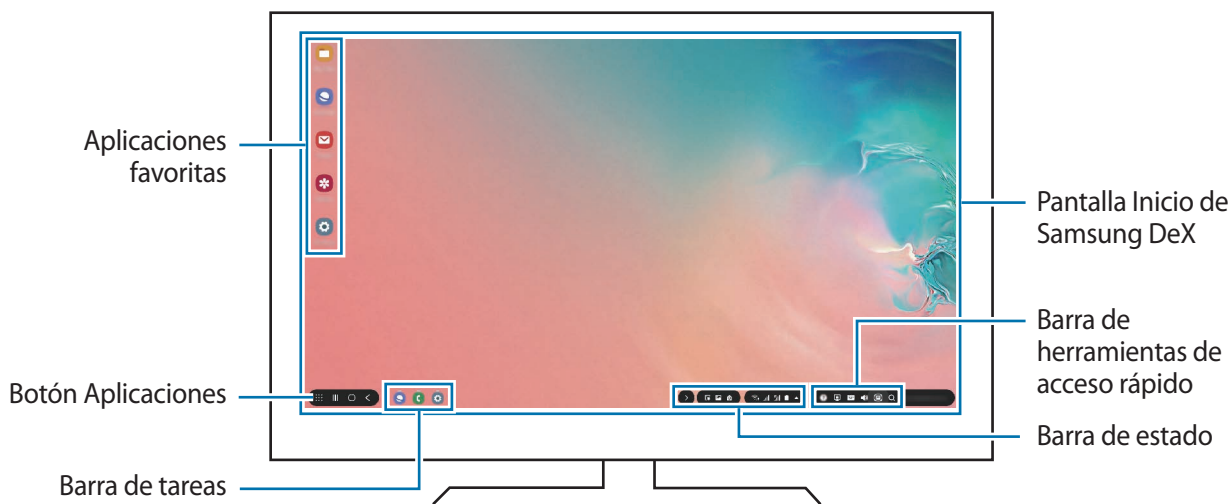 Aplicaciones
favoritas
Pantalla Inicio de
Samsung DeX
Barra de
herramientas de
acceso rápido
Botón Aplicaciones
Barra de estado
Barra de tareas